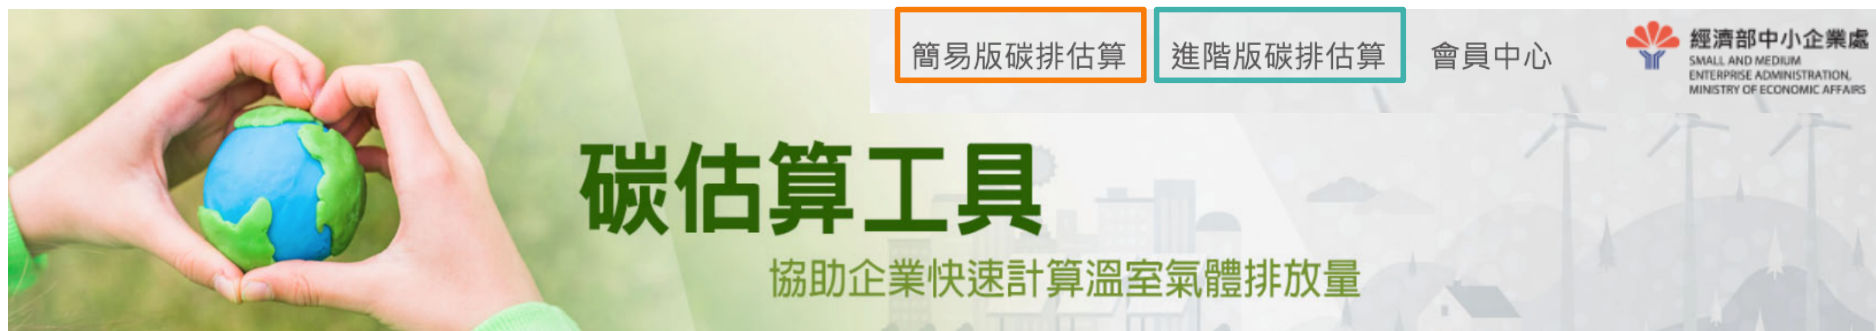 簡易版碳排估算
進階版碳排估算
會員中心
經濟部中小企業處
SMALL AND MEDIUM
ENTERPRISE ADMINISTRATION,
MINISTRY OF ECONOMIC AFFAIRS
碳估算工具
協助企業快速計算溫室氣體排放量